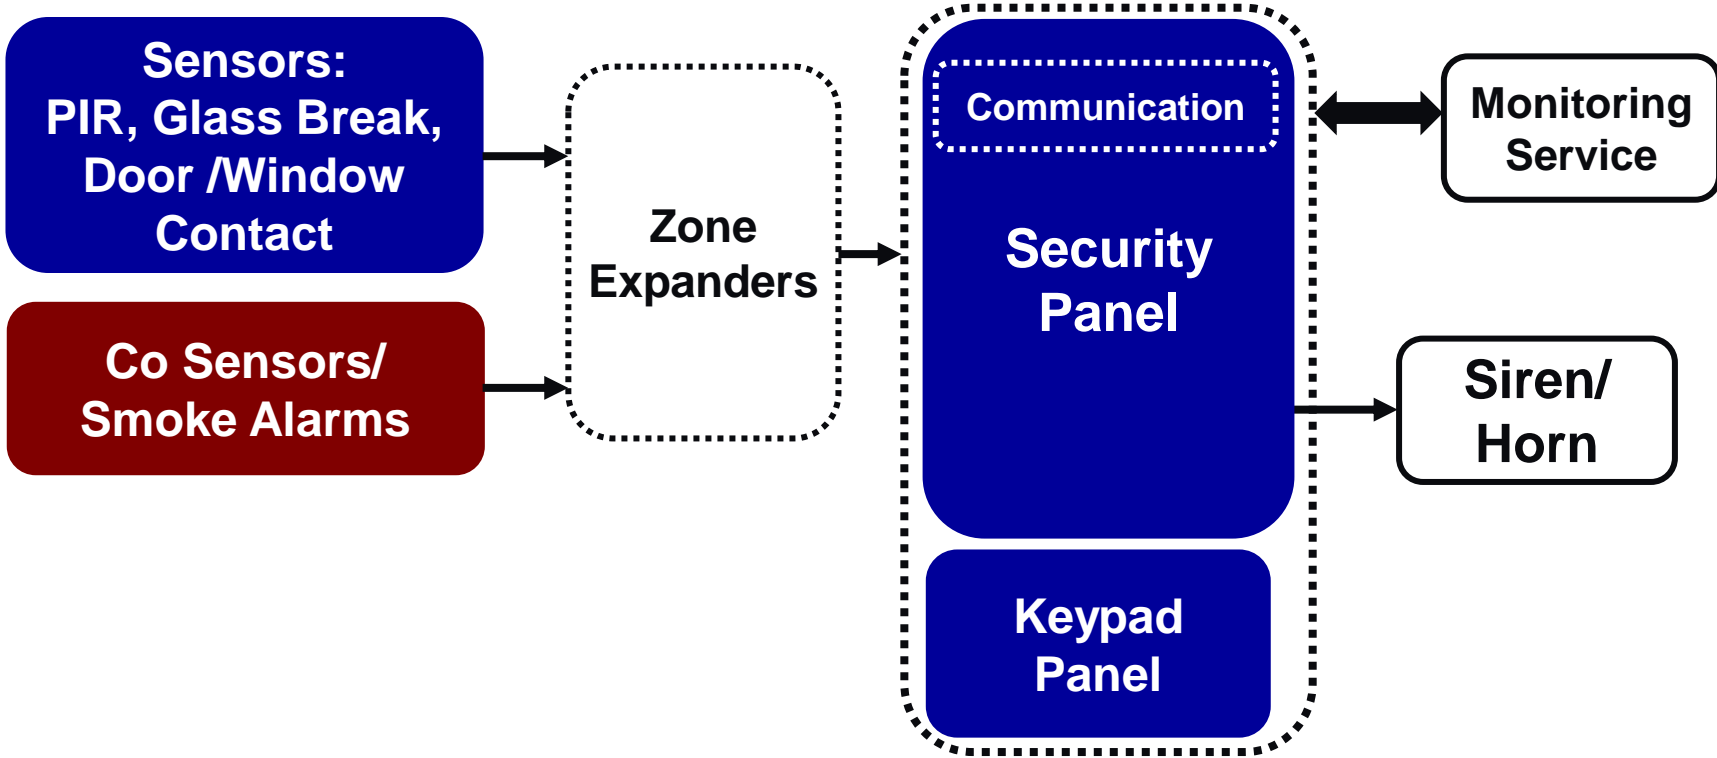 Sensors:
PIR, Glass Break,
Door /Window
Contact
Co Sensors/
Smoke Alarms
Zone
Expanders
Communication
Security
Panel
Keypad
Panel
Monitoring
Service
Siren/
Horn